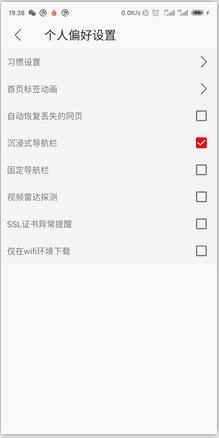 19:38 0.0K/s
个人偏好设置
习惯设置
首页标签动画
自动恢复丢失的网页
沉浸式导航栏
固定导航栏
视频雷达探测
SSL证书异常提醒
仅在wifi环境下载